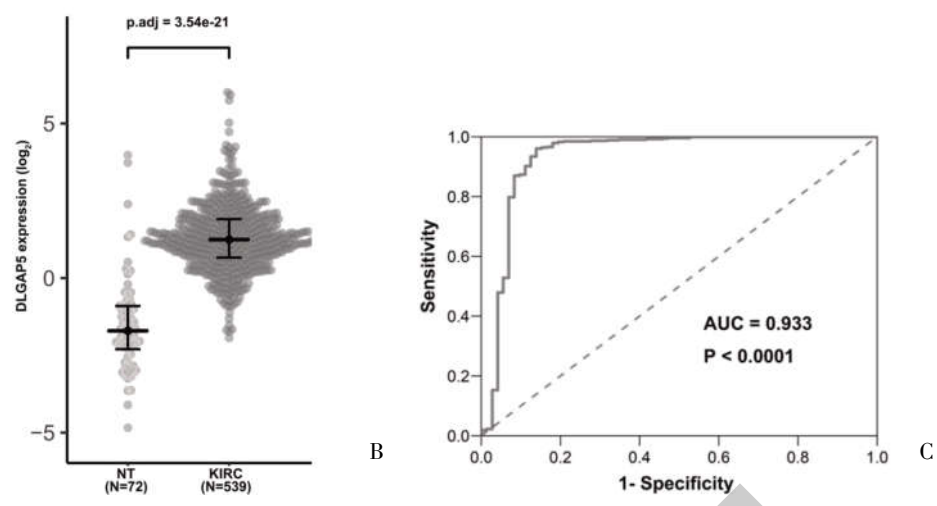 p.adj = 3.54e-21
DLGAP5 expression (log2)
5
0
−5
NT
(N=72)
KIRC
(N=539)
B
Sensitivity
1.0
0.8
0.6
0.4
0.2
0.0
AUC = 0.933
P < 0.0001
0.0 0.2 0.4 0.6 0.8 1.0
1- Specificity
C